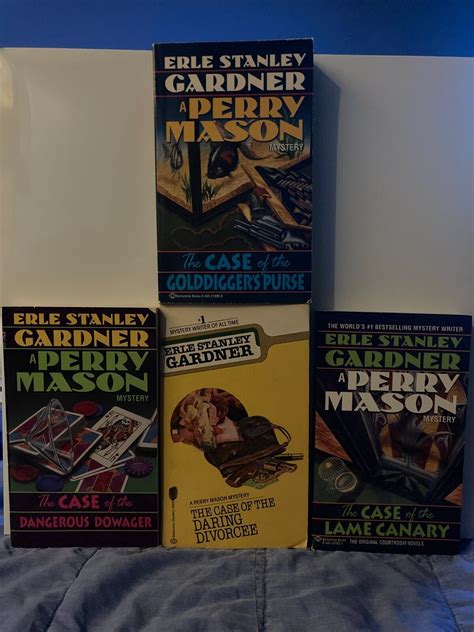 ERLE STANLEY
GARDNER
A PERRY
MASON
MYSTERY
THE CASE of the
GOLDDIGGER'S PURSE
ERLE STANLEY
GARDNER
A PERRY
MASON
MYSTERY
THE CASE of the
DANGEROUS DOWAGER
#1
MYSTERY WRITER OF ALL TIME
ERLE STANLEY
GARDNER
A PERRY MASON MYSTERY
THE CASE OF THE
DARING
DIVORCEE
THE WORLD'S #1 BESTSELLING MYSTERY WRITER
ERLE STANLEY
GARDNER
A PERRY
MASON
MYSTERY
THE CASE of the
LAME CANARY
THE ORIGINAL COURTROOM NOVELS